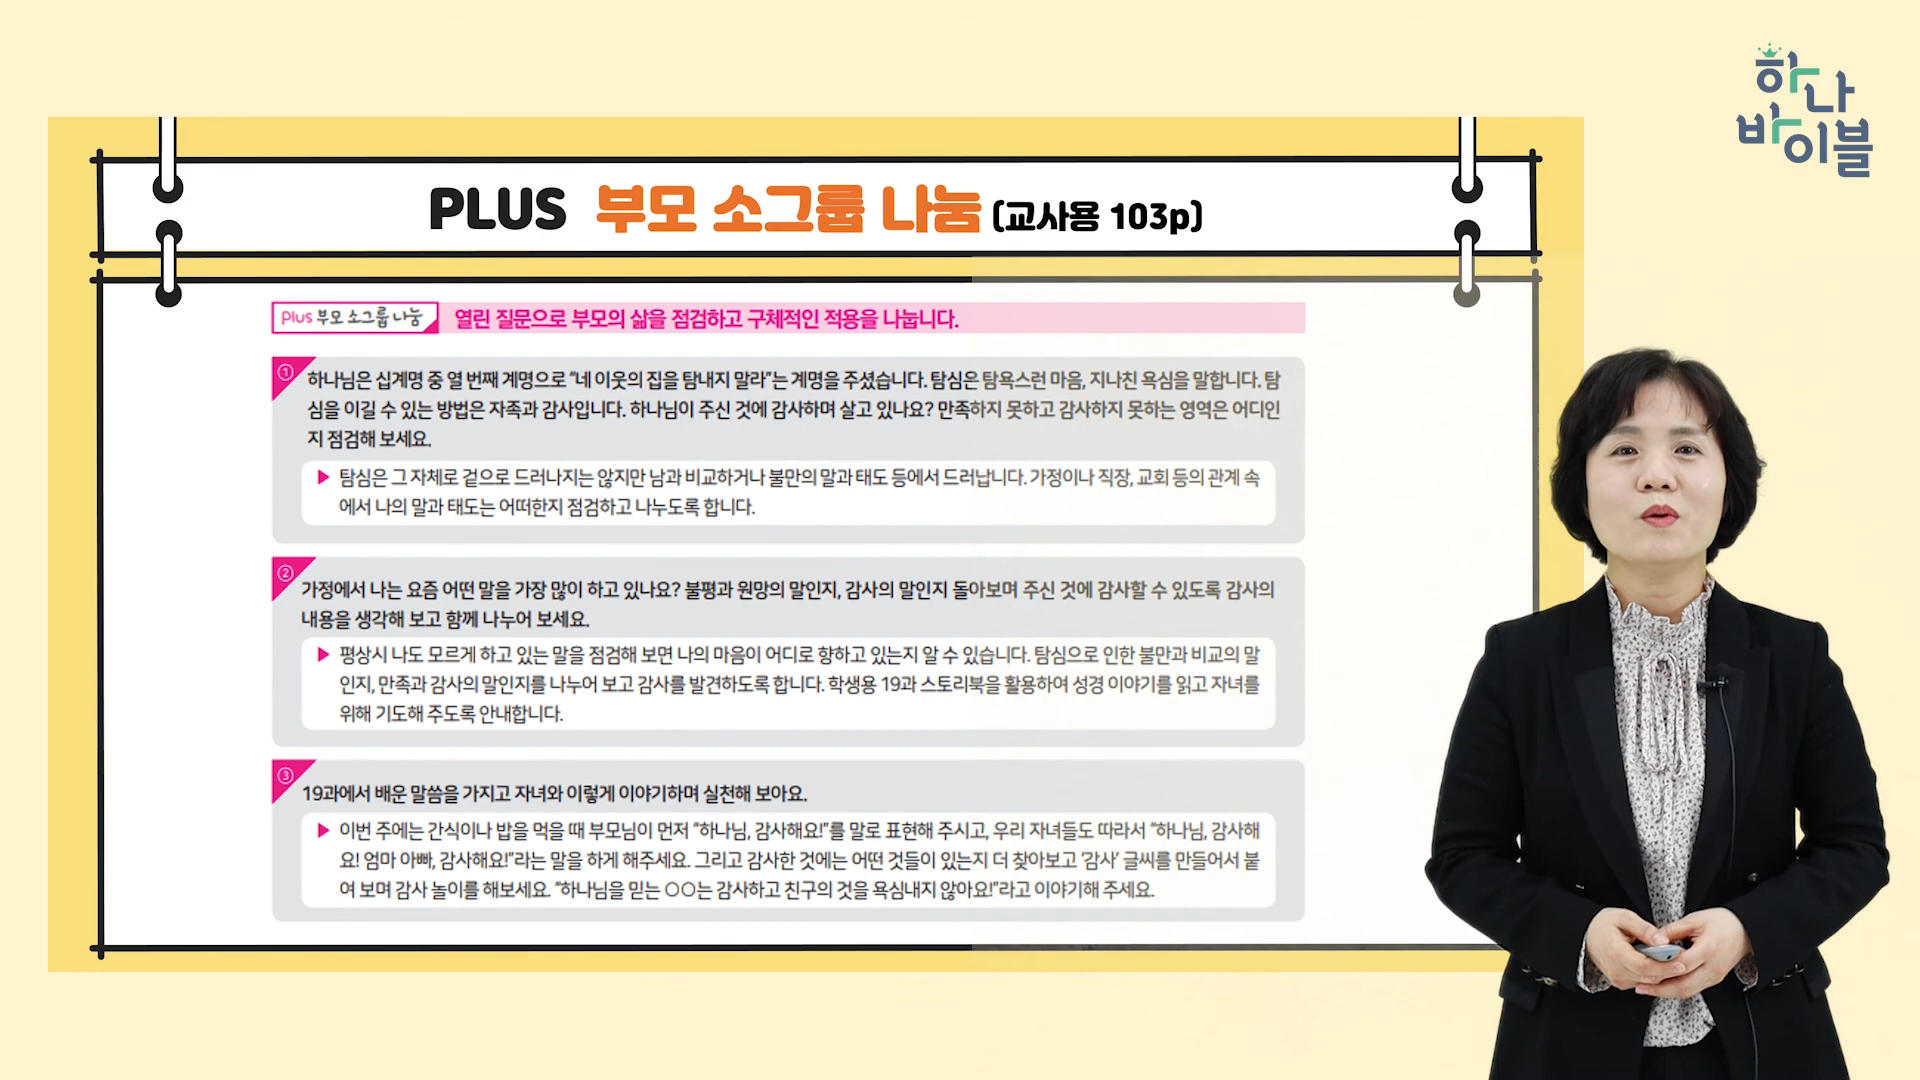 하나
바이블
PLUS 부모 소그룹 나눔 (교사용 103p)
Plus 부모 소그룹 나눔 열린 질문으로 부모의 삶을 점검하고 구체적인 적용을 나눕니다.
① 하나님은 십계명 중 열 번째 계명으로 “네 이웃의 집을 탐내지 말라”는 계명을 주셨습니다. 탐심은 탐욕스런 마음, 지나친 욕심을 말합니다. 탐
심을 이길 수 있는 방법은 자족과 감사입니다. 하나님이 주신 것에 감사하며 살고 있나요? 만족하지 못하고 감사하지 못하는 영역은 어디인
지 점검해 보세요.
▶ 탐심은 그 자체로 겉으로 드러나지는 않지만 남과 비교하거나 불만의 말과 태도 등에서 드러납니다. 가정이나 직장, 교회 등의 관계 속
에서 나의 말과 태도는 어떠한지 점검하고 나누도록 합니다.
② 가정에서 나는 요즘 어떤 말을 가장 많이 하고 있나요? 불평과 원망의 말인지, 감사의 말인지 돌아보며 주신 것에 감사할 수 있도록 감사의
내용을 생각해 보고 함께 나누어 보세요.
▶ 평상시 나도 모르게 하고 있는 말을 점검해 보면 나의 마음이 어디로 향하고 있는지 알 수 있습니다. 탐심으로 인한 불만과 비교의 말
인지, 만족과 감사의 말인지를 나누어 보고 감사를 발견하도록 합니다. 학생용 19과 스토리북을 활용하여 성경 이야기를 읽고 자녀를
위해 기도해 주도록 안내합니다.
③ 19과에서 배운 말씀을 가지고 자녀와 이렇게 이야기하며 실천해 보아요.
▶ 이번 주에는 간식이나 밥을 먹을 때 부모님이 먼저 “하나님, 감사해요!”를 말로 표현해 주시고, 우리 자녀들도 따라서 “하나님, 감사해
요! 엄마 아빠, 감사해요!”라는 말을 하게 해주세요. 그리고 감사한 것에는 어떤 것들이 있는지 더 찾아보고 ‘감사’ 글씨를 만들어서 붙
여 보며 감사 놀이를 해보세요. “하나님을 믿는 ○○는 감사하고 친구의 것을 욕심내지 않아요!”라고 이야기해 주세요.